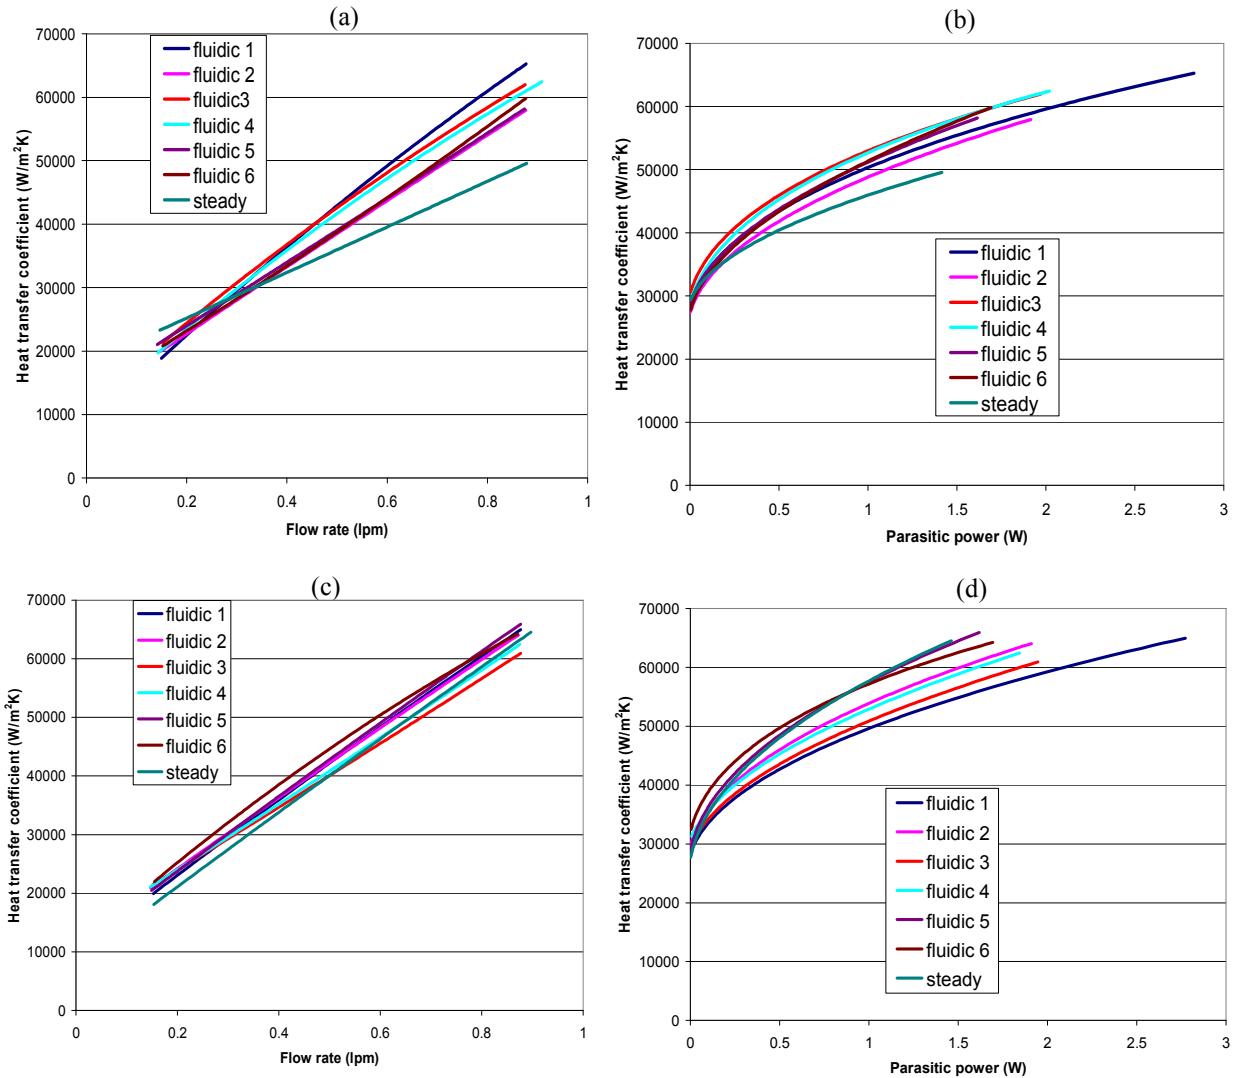 (a)
70000
60000
50000
40000
30000
20000
10000
0
Heat transfer coefficient (W/m²K)
fluidic 1
fluidic 2
fluidic3
fluidic 4
fluidic 5
fluidic 6
steady
0 0.2 0.4 0.6 0.8 1
Flow rate (lpm)
(b)
70000
60000
50000
40000
30000
20000
10000
0
Heat transfer coefficient (W/m²K)
fluidic 1
fluidic 2
fluidic3
fluidic 4
fluidic 5
fluidic 6
steady
0 0.5 1 1.5 2 2.5 3
Parasitic power (W)
(c)
70000
60000
50000
40000
30000
20000
10000
0
Heat transfer coefficient (W/m²K)
fluidic 1
fluidic 2
fluidic 3
fluidic 4
fluidic 5
fluidic 6
steady
0 0.2 0.4 0.6 0.8 1
Flow rate (lpm)
(d)
70000
60000
50000
40000
30000
20000
10000
0
Heat transfer coefficient (W/m²K)
fluidic 1
fluidic 2
fluidic 3
fluidic 4
fluidic 5
fluidic 6
steady
0 0.5 1 1.5 2 2.5 3
Parasitic power (W)